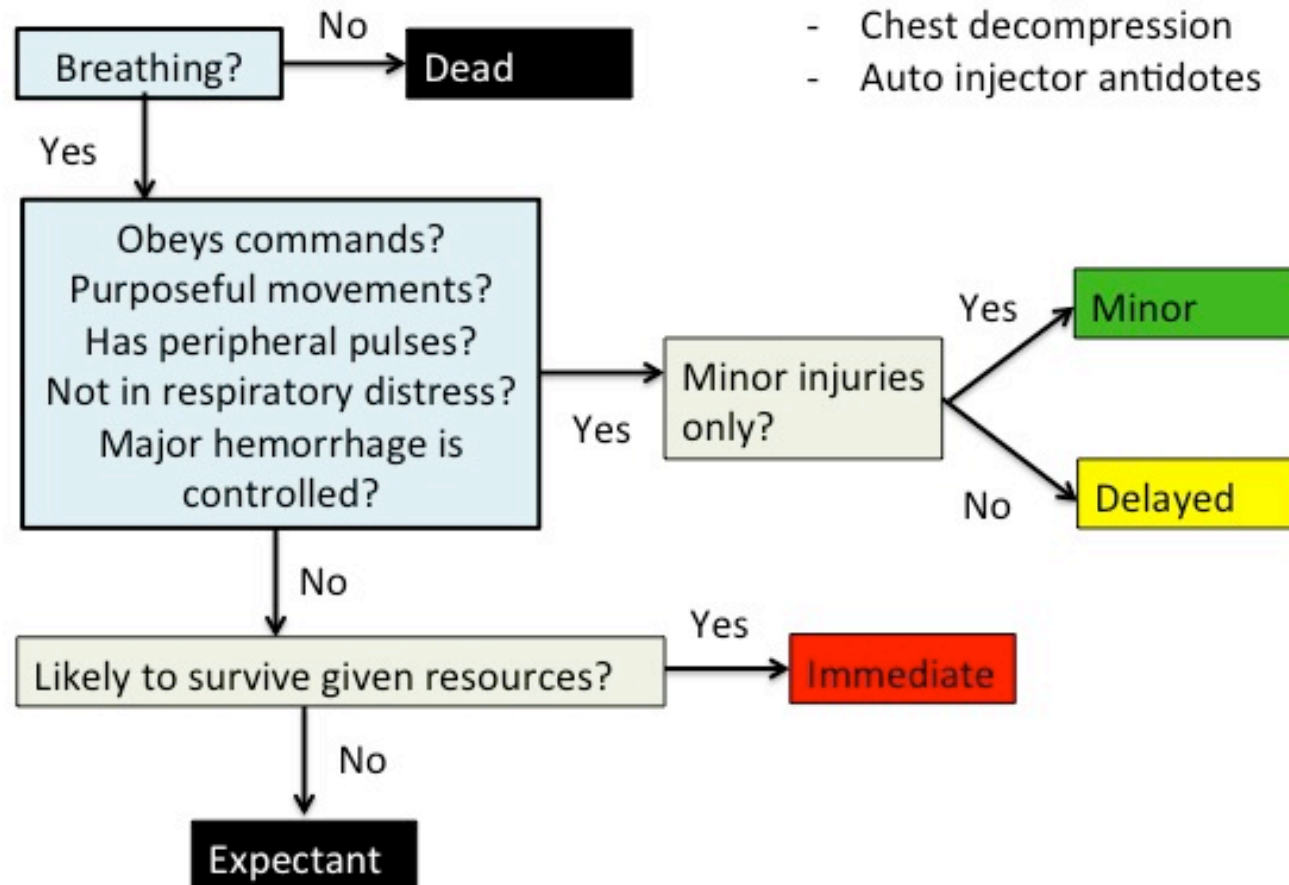 No
- Chest decompression
Breathing?
Dead
- Auto injector antidotes
Yes
Obeys commands?
Purposeful movements?
Has peripheral pulses?
Not in respiratory distress?
Major hemorrhage is
controlled?
Yes
Minor injuries
only?
Yes
Minor
No
Delayed
No
Likely to survive given resources?
Yes
Immediate
No
Expectant